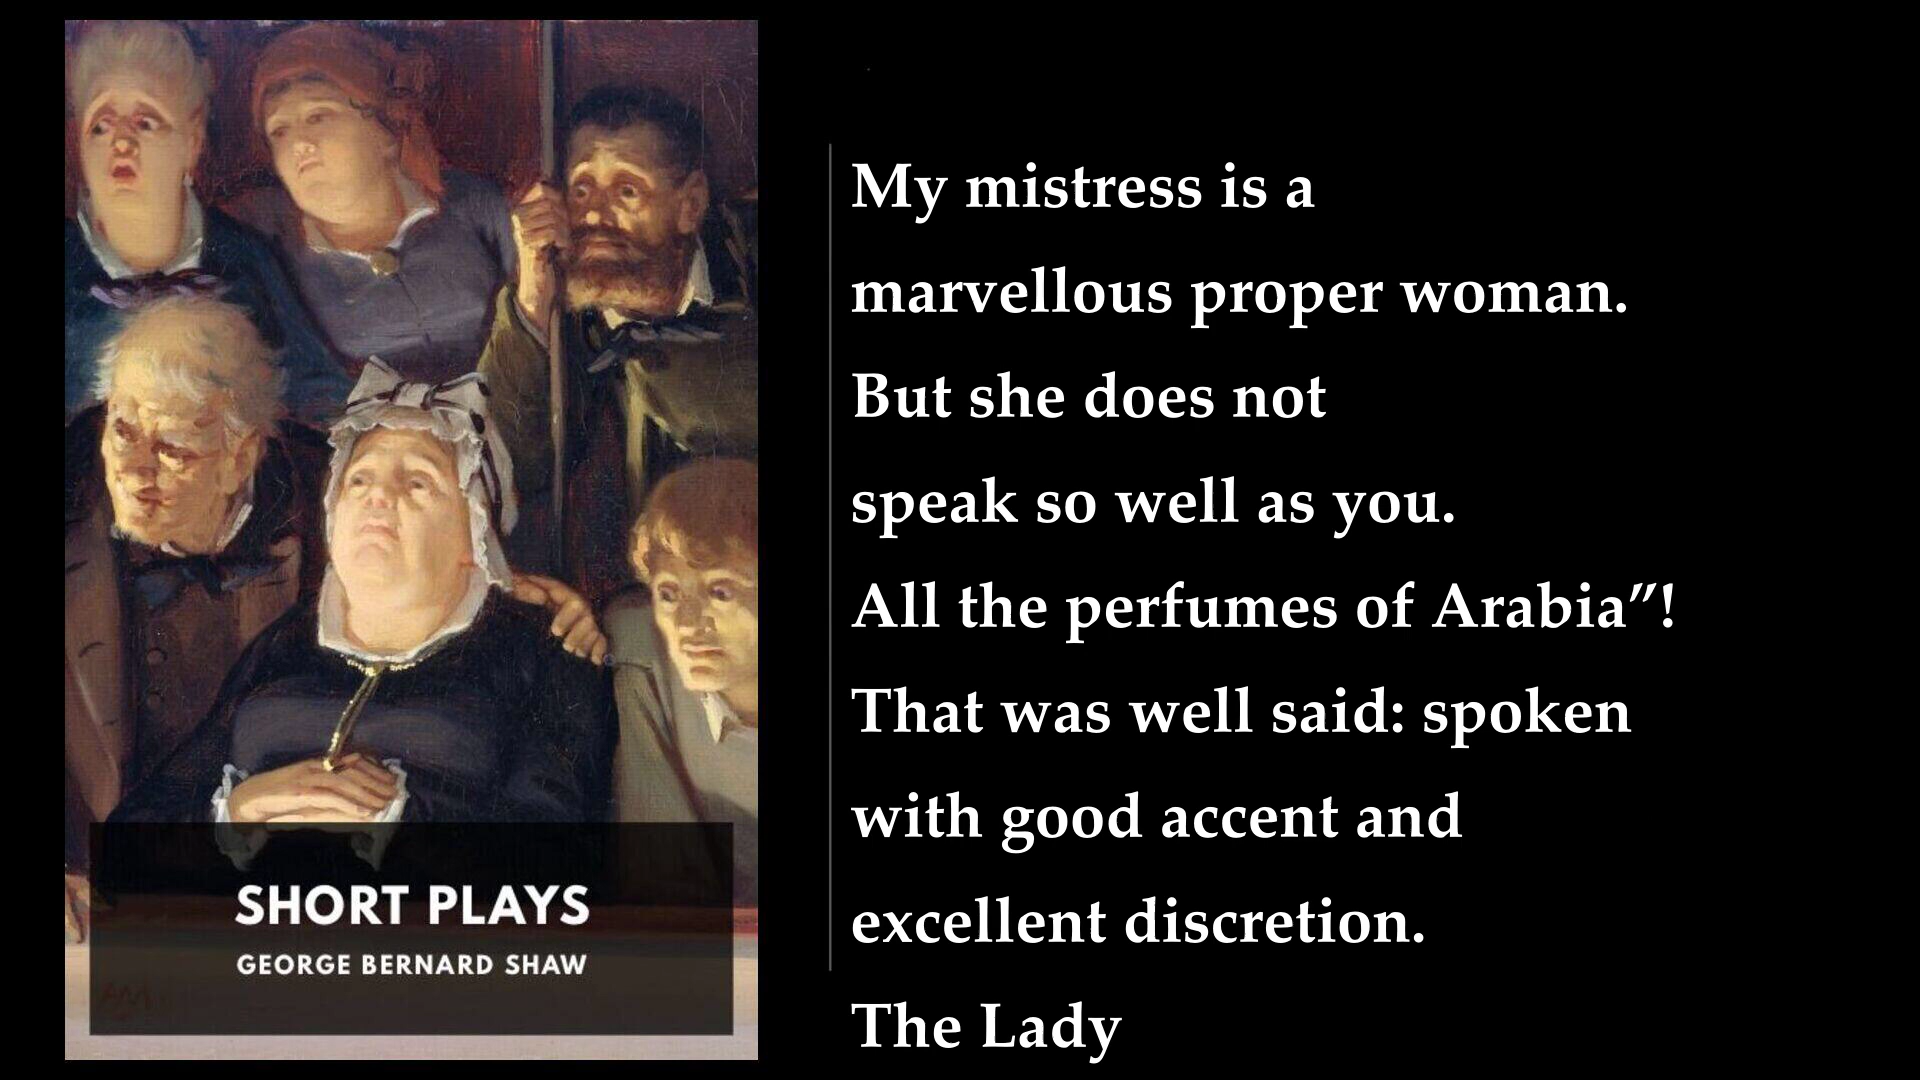 SHORT PLAYS
GEORGE BERNARD SHAW
My mistress is a
marvellous proper woman.
But she does not
speak so well as you.
All the perfumes of Arabia”!
That was well said: spoken
with good accent and
excellent discretion.
The Lady